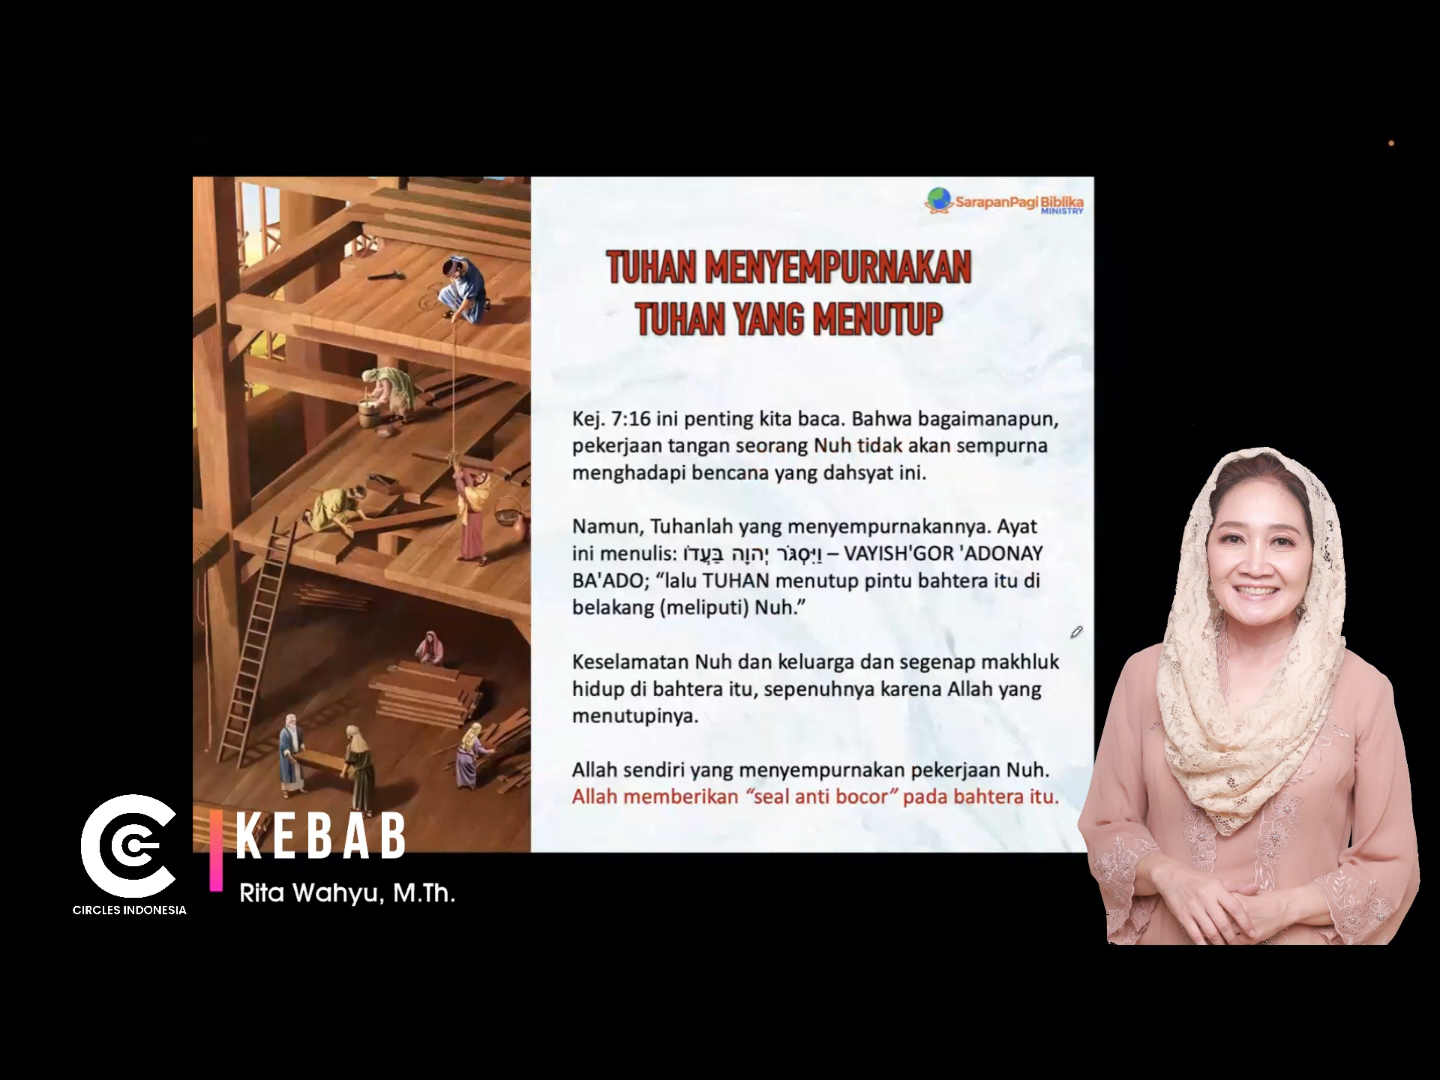 SarapanPagi Biblika
MINISTRY
TUHAN MENYEMPURNAKAN
TUHAN YANG MENUTUP
Kej. 7:16 ini penting kita baca. Bahwa bagaimanapun,
pekerjaan tangan seorang Nuh tidak akan sempurna
menghadapi bencana yang dahsyat ini.
Namun, Tuhanlah yang menyempurnakannya. Ayat
ini menulis: וַיִּסְגֹּר יְהוָה בַּעֲדוֹ – VAYISH'GOR 'ADONAY
BA'ADO; “lalu TUHAN menutup pintu bahtera itu di
belakang (meliputi) Nuh.”
Keselamatan Nuh dan keluarga dan segenap makhluk
hidup di bahtera itu, sepenuhnya karena Allah yang
menutupinya.
Allah sendiri yang menyempurnakan pekerjaan Nuh.
Allah memberikan “seal anti bocor” pada bahtera itu.
KEBAB
Rita Wahyu, M.Th.
CIRCLES INDONESIA